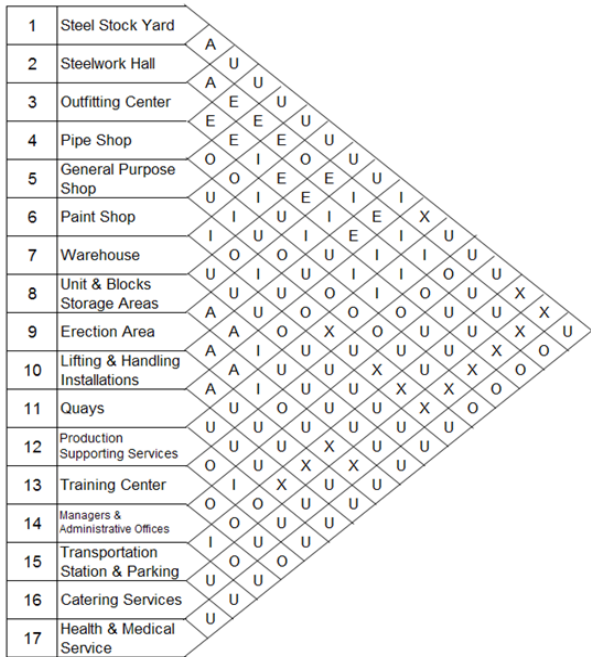 1 Steel Stock Yard
A
2 Steelwork Hall
U
A U
3 Outfitting Center
E U
E E U
4 Pipe Shop
E E U
O I O U
5 General Purpose
Shop
O E E U
U I E I I
6 Paint Shop
I U I E X
I U I E I U
7 Warehouse
O O U I I U
U I U I I O U
8 Unit & Blocks
Storage Areas
U U O I O U X
A U O O O U U X
9 Erection Area
A O X O U U X U
A I U U U U X O
10 Lifting & Handling
Installations
A U U X U X O
A I U U X X O
11 Quays
U O U U X O
U U U U U U
12 Production
Supporting Services
U U X U U
O U X X U
13 Training Center
I X U U
O O U U
14 Managers &
Administrative Offices
O U U
I U U
15 Transportation
Station & Parking
O O
U U
16 Catering Services
U
U
17 Health & Medical
Service